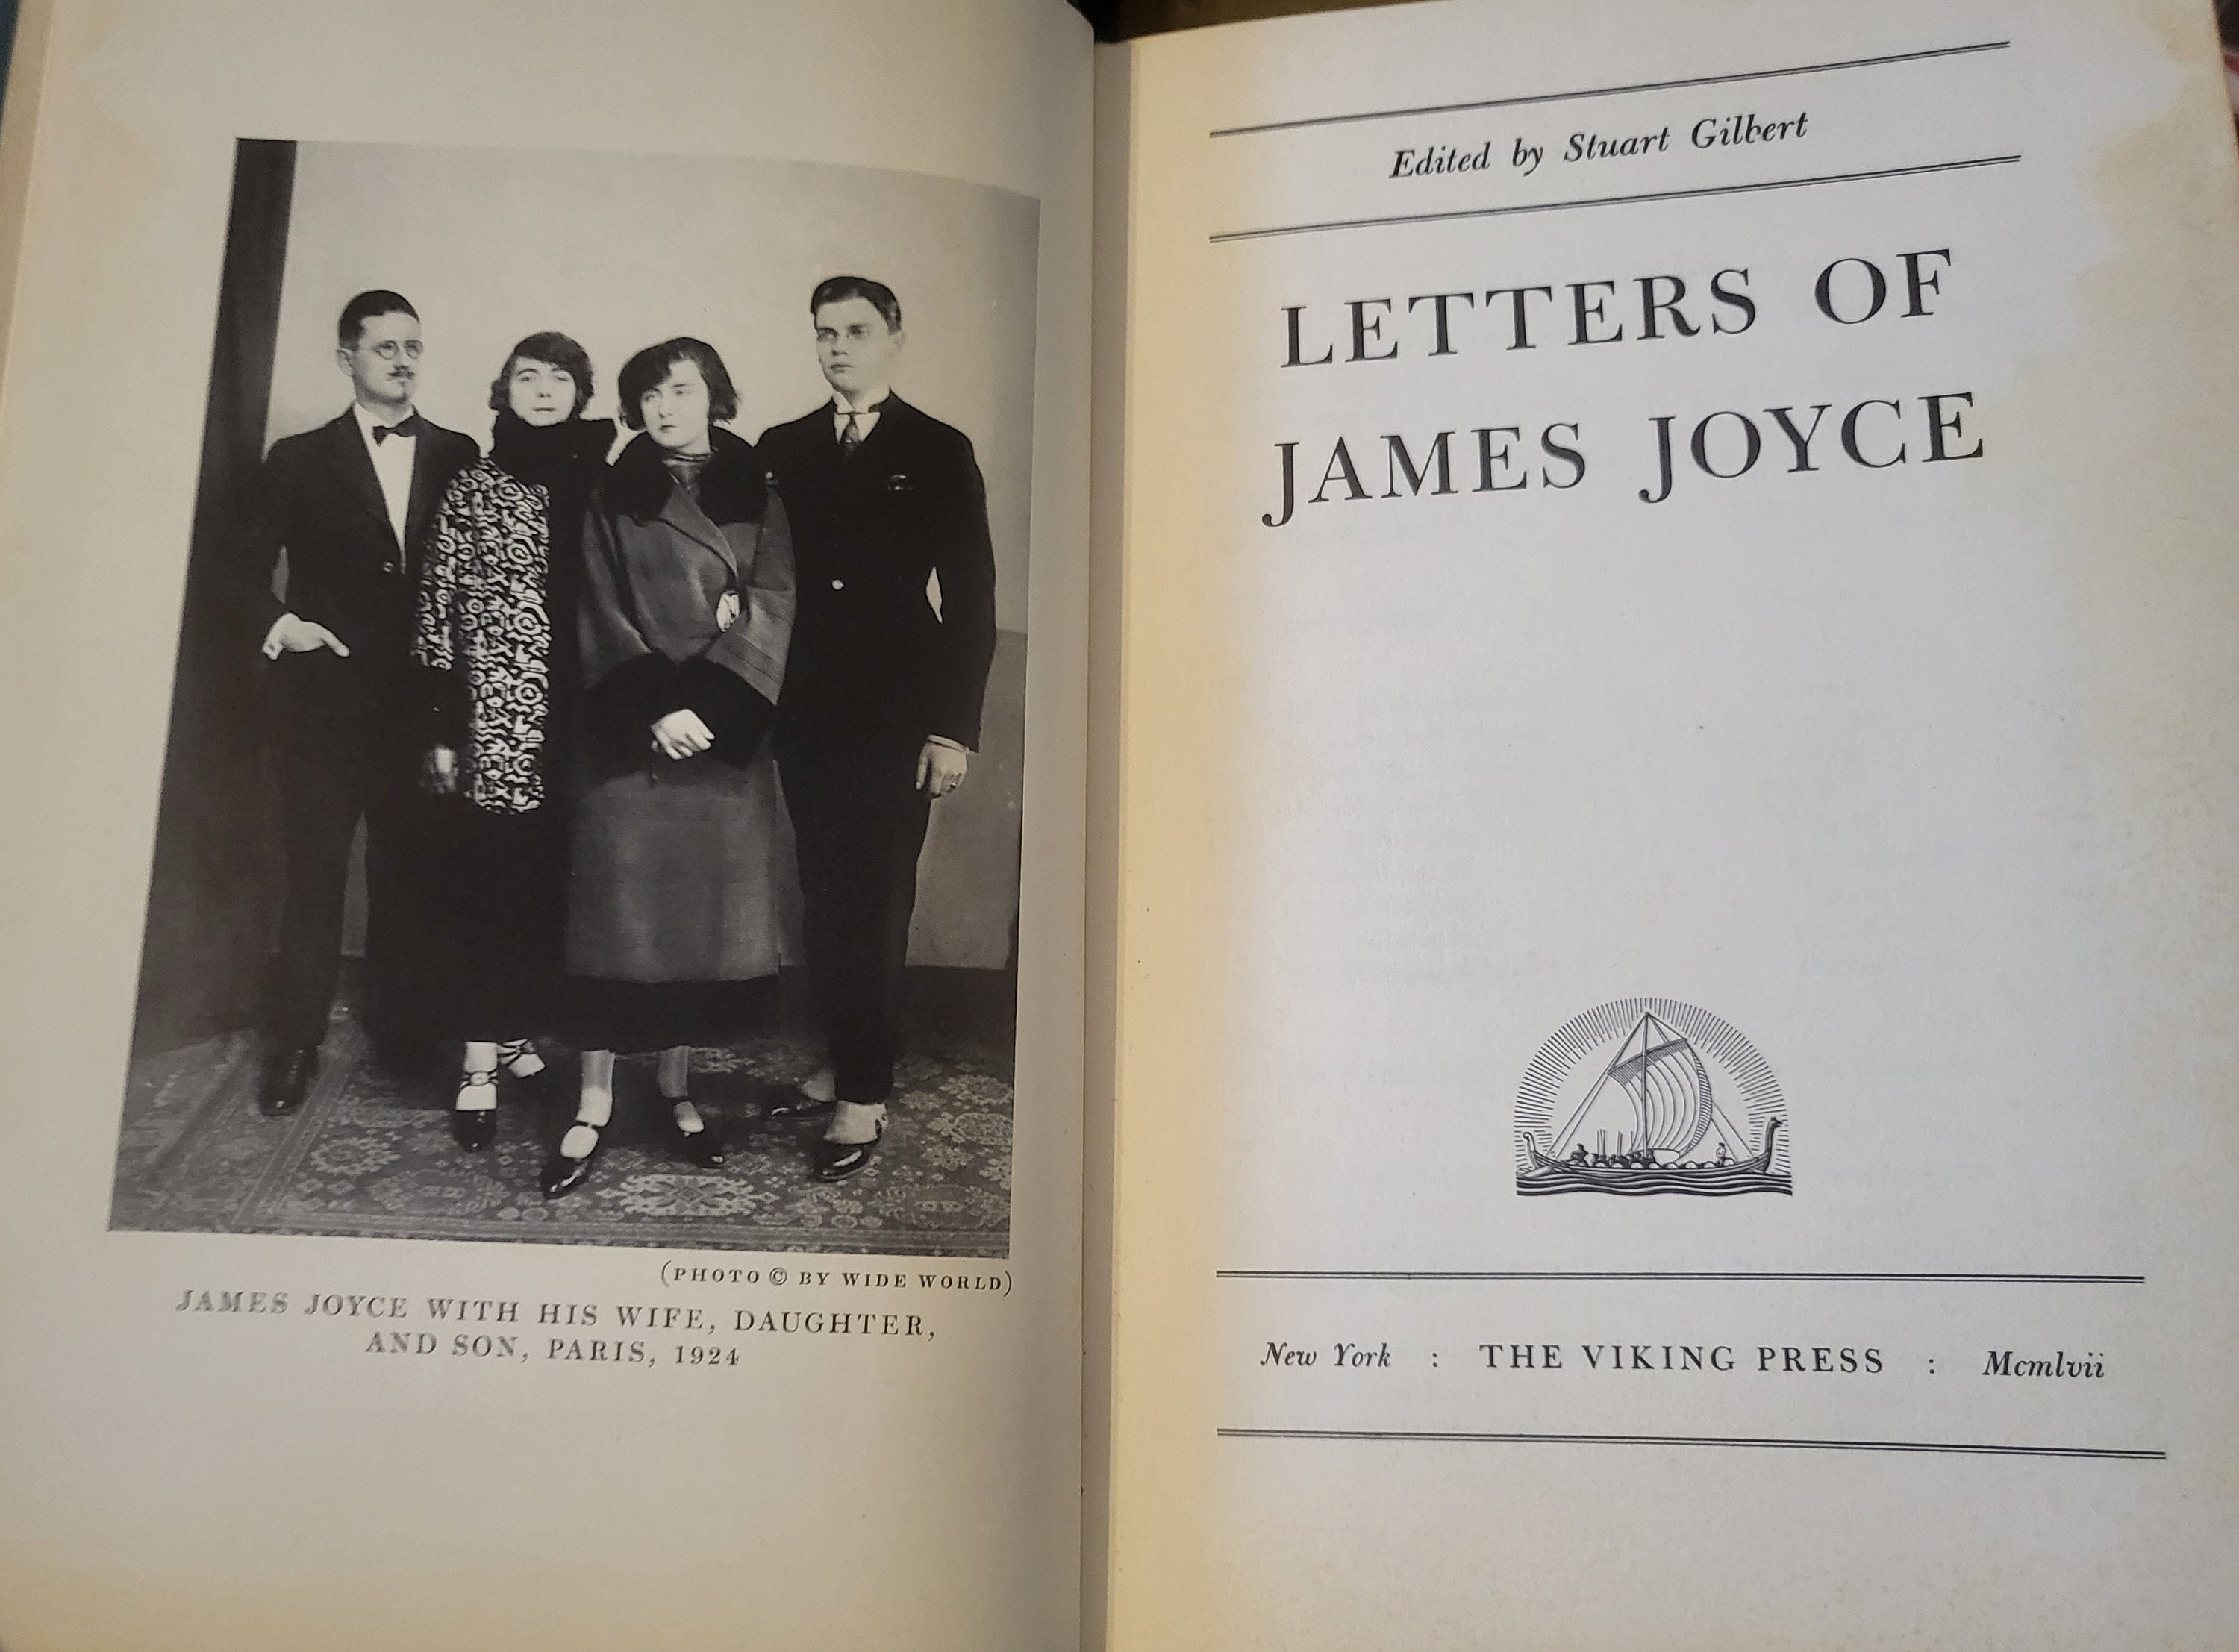 (PHOTO © BY WIDE WORLD)
JAMES JOYCE WITH HIS WIFE, DAUGHTER,
AND SON, PARIS, 1924
Edited by Stuart Gilbert
LETTERS OF
JAMES JOYCE
New York : THE VIKING PRESS : Mcmlvii